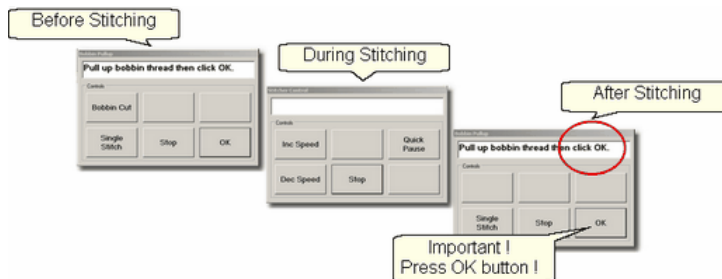 Before Stitching
Bobbin Pullup
Pull up bobbin thread then click OK.
Controls
Bobbin Cut
Single Stitch
Stop
OK
During Stitching
Stitcher Control
Controls
Inc Speed
Quick Pause
Dec Speed
Stop
After Stitching
Bobbin Pullup
Pull up bobbin thread then click OK.
Controls
Single Stitch
Stop
OK
Important !
Press OK button !